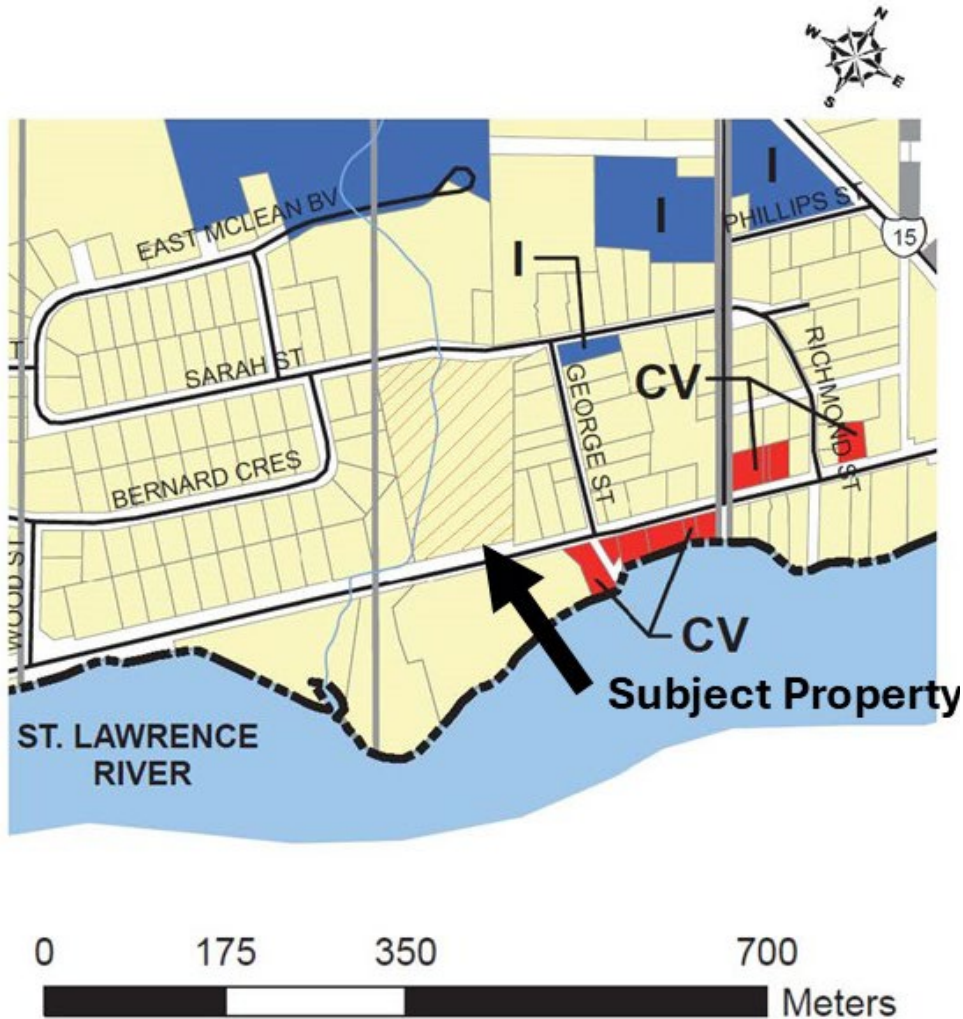 N
W
E
S
I
EAST MCLEAN BV
I
PHILLIPS ST
15
I
SARAH ST
GEORGE ST
CV
RICHMOND ST
BERNARD CRES
WOOD ST
CV
Subject Property
ST. LAWRENCE
RIVER
0 175 350 700
Meters